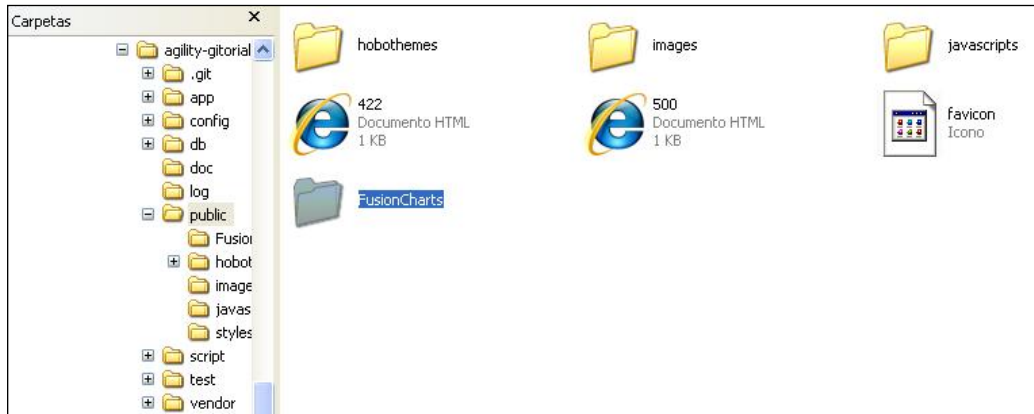 Carpetas
agility-gitorial
.git
app
config
db
doc
log
public
Fusion
hobot
image
javas
styles
script
test
vendor
hobothemes
images
javascripts
422
Documento HTML
1 KB
500
Documento HTML
1 KB
favicon
Icono
FusionCharts